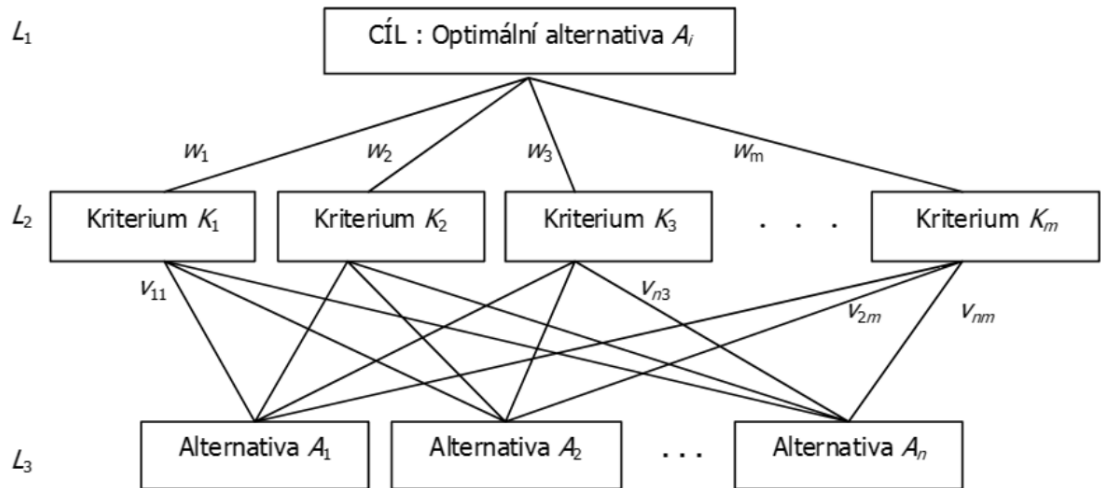 L₁
CÍL : Optimální alternativa Aᵢ
w₁ w₂ w₃ wₘ
L₂
Kriterium K₁ Kriterium K₂ Kriterium K₃ . . . Kriterium Kₘ
v₁₁ vₙ₃ v₂ₘ vₙₘ
Alternativa A₁ Alternativa A₂ ... Alternativa Aₙ
L₃